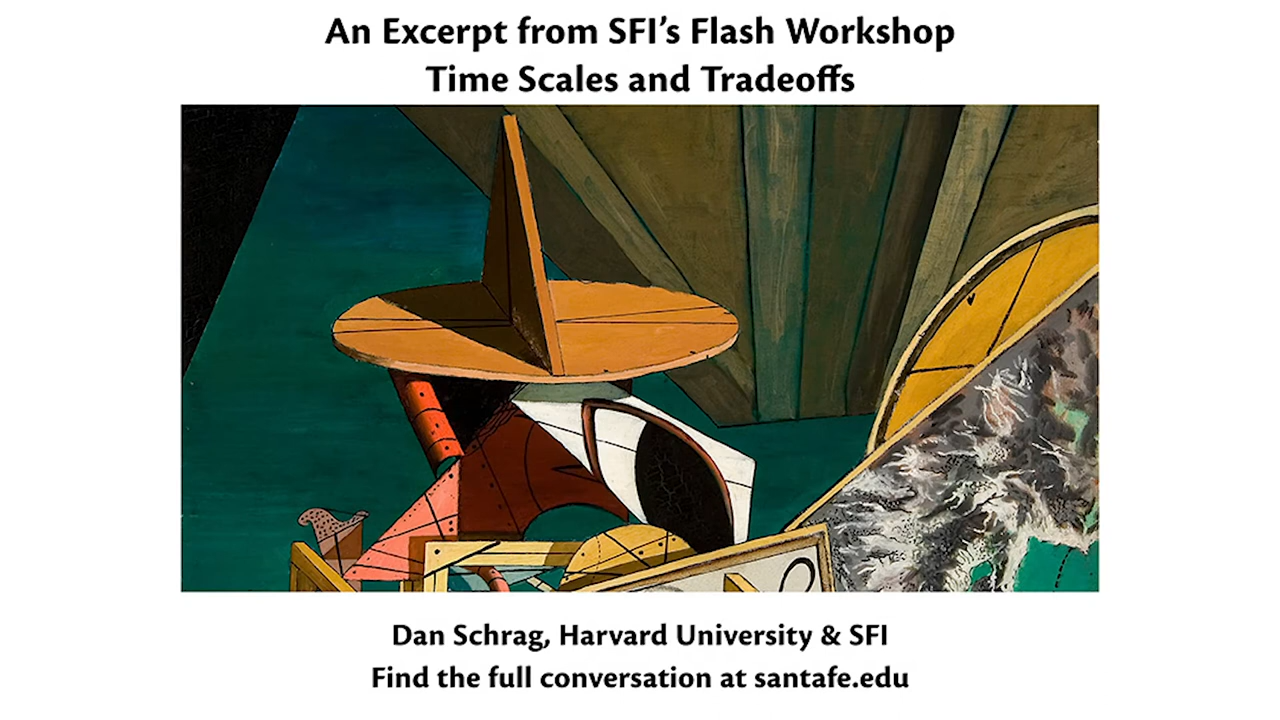 An Excerpt from SFI's Flash Workshop
Time Scales and Tradeoffs
Dan Schrag, Harvard University & SFI
Find the full conversation at santafe.edu